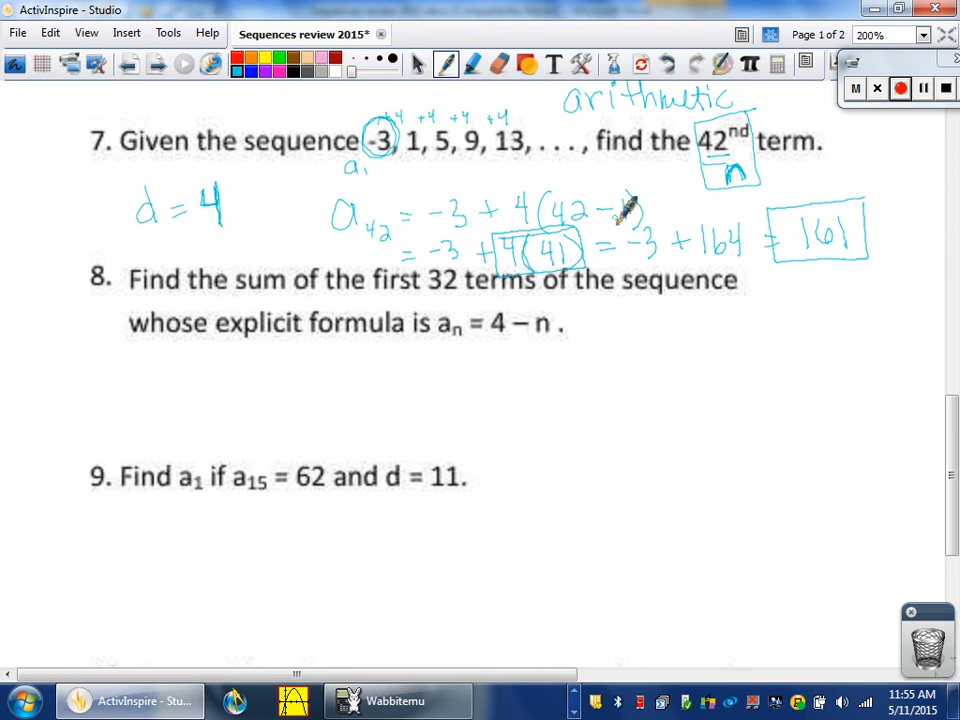 ActivInspire - Studio
File Edit View Insert Tools Help Sequences review 2015* Page 1 of 2 200%
M
arithmetic
+4 +4 +4 +4
7. Given the sequence -3, 1, 5, 9, 13, . . . , find the 42nd term.
a1 n
d = 4 a42 = -3 + 4(42 - 1)
= -3 + 4(41) = -3 + 164 = 161
8. Find the sum of the first 32 terms of the sequence
whose explicit formula is an = 4 – n .
9. Find a1 if a15 = 62 and d = 11.
ActivInspire - Stu... Wabbitemu
11:55 AM
5/11/2015